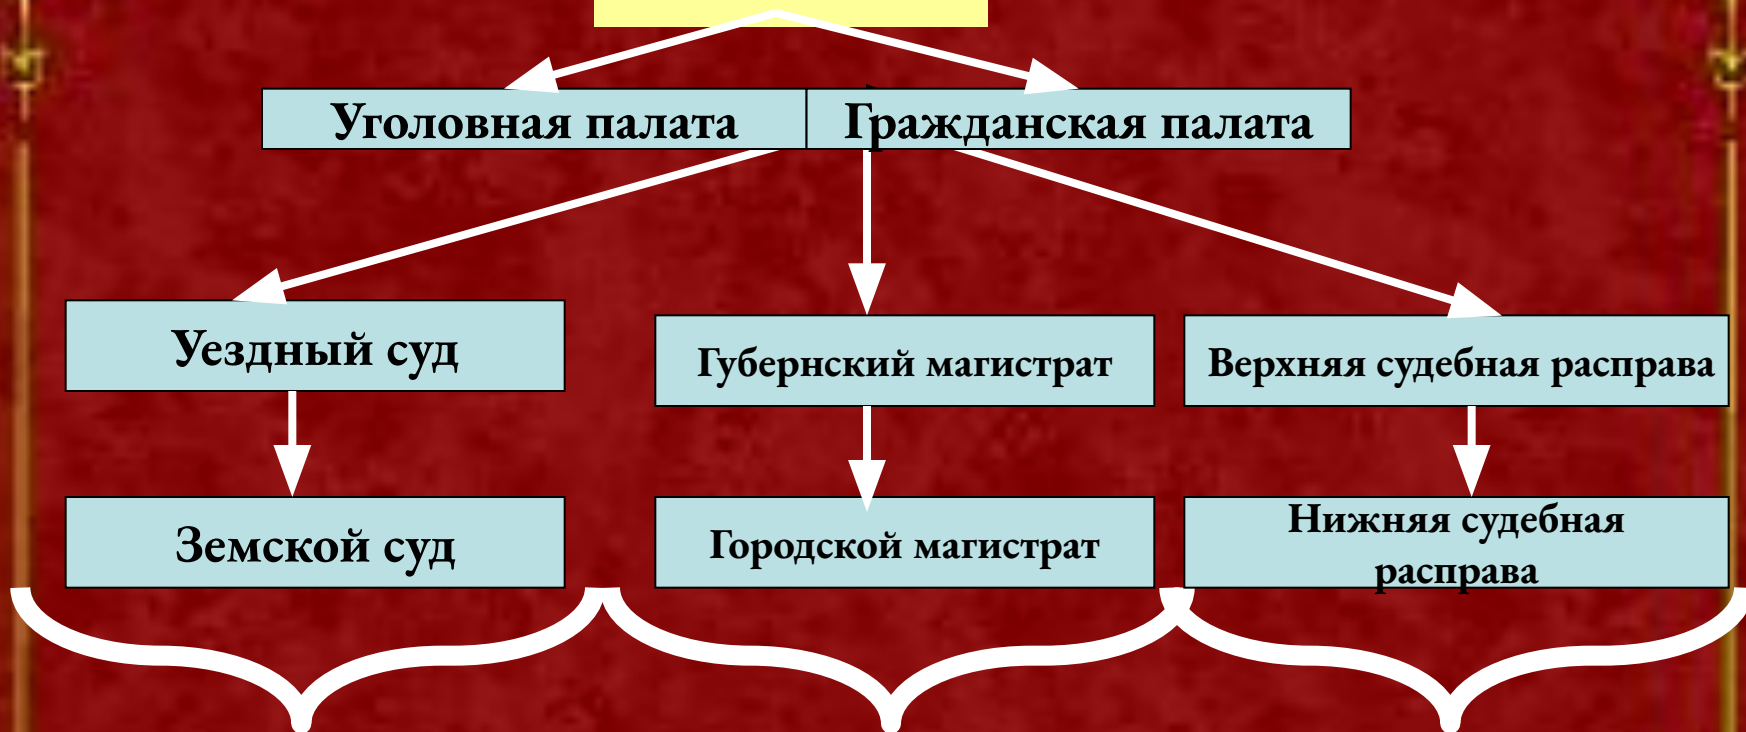 Уголовная палата
Гражданская палата
Уездный суд
Губернский магистрат
Верхняя судебная расправа
Земской суд
Городской магистрат
Нижняя судебная
расправа